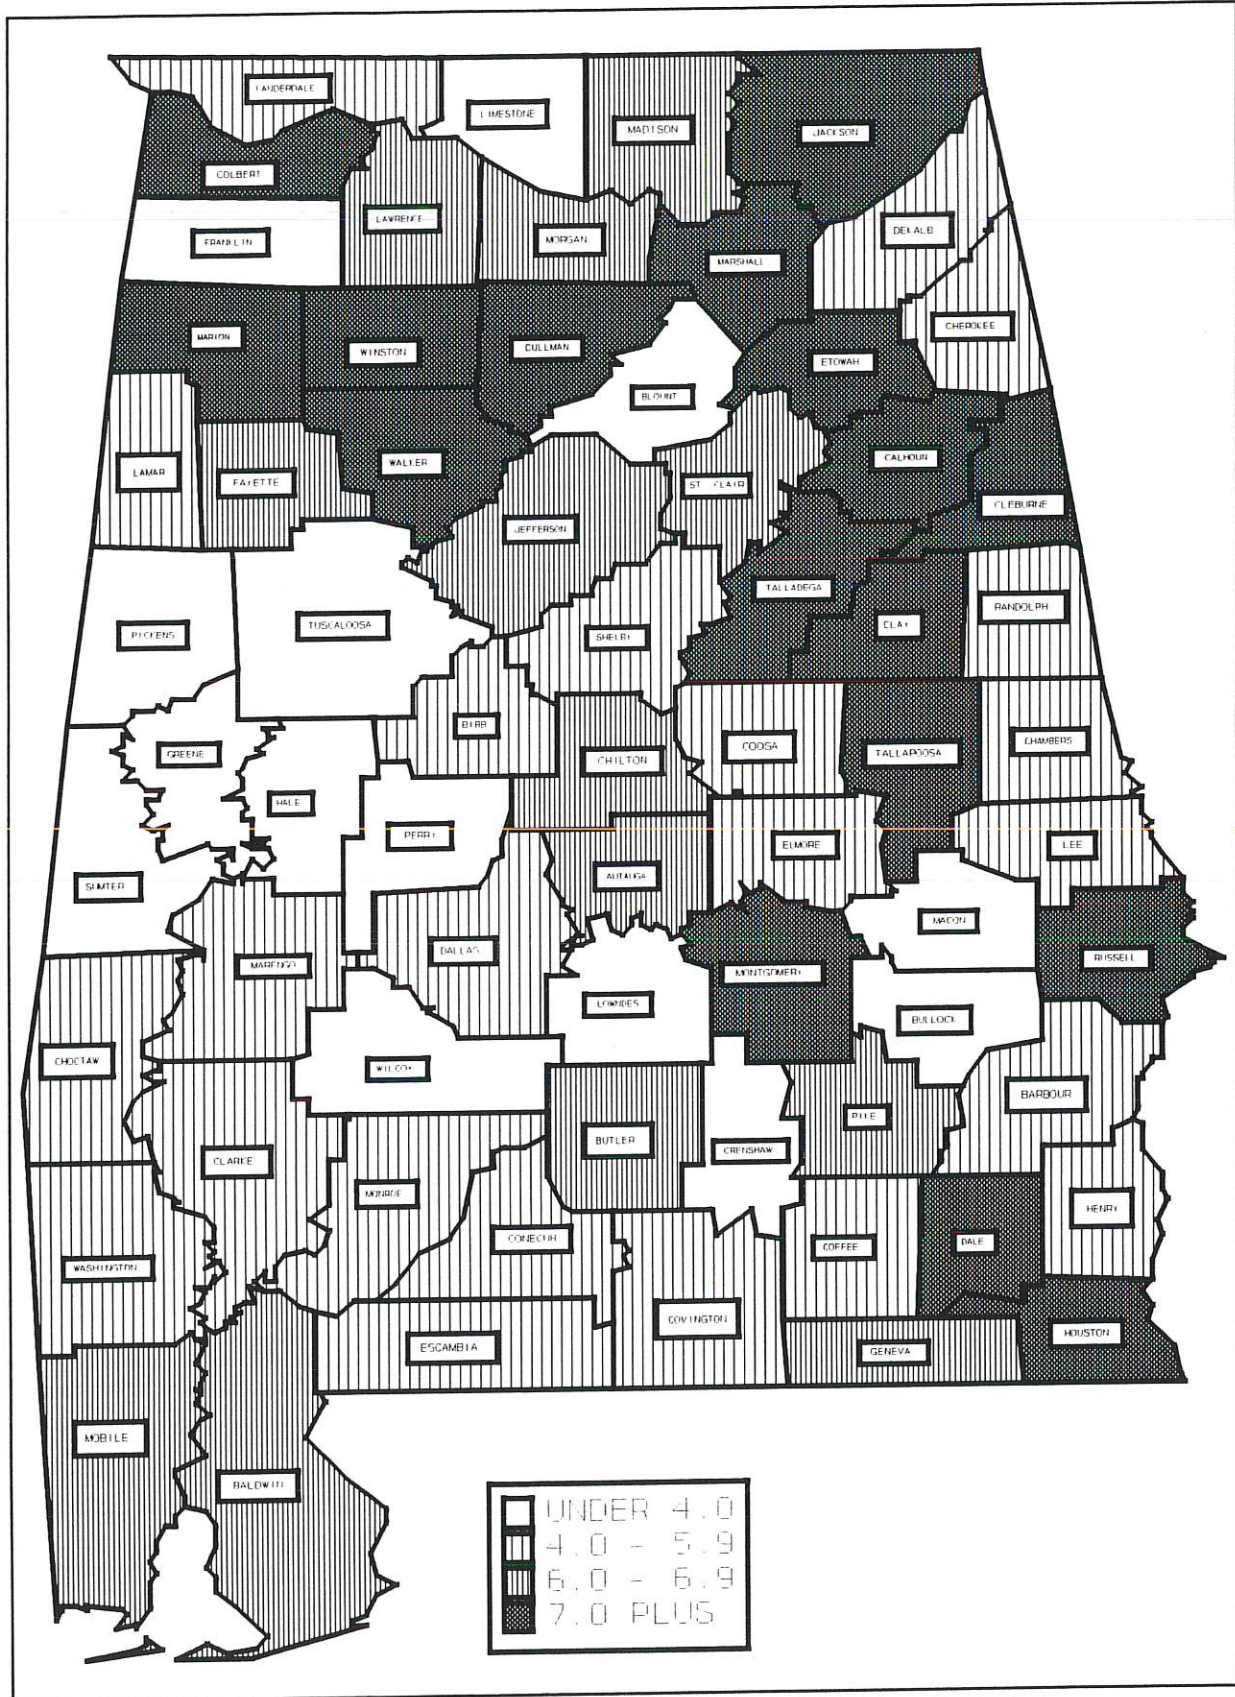 LAUDERDALE
LIMESTONE
MADISON
JACKSON
COLBERT
LAWRENCE
FRANKLIN
MORGAN
MARSHALL
DEKALB
CHEROKEE
MARION
WINSTON
CULLMAN
ETOWAH
BLOUNT
LAMAR
FAYETTE
WALKER
ST. CLAIR
CALHOUN
CLEBURNE
JEFFERSON
PICKENS
TUSCALOOSA
SHELBY
TALLADEGA
CLAY
RANDOLPH
GREENE
BIBB
CHILTON
COOSA
TALLAPOOSA
CHAMBERS
HALE
PERRY
ELMORE
LEE
SUMTER
AUTAUGA
MACON
MARENGO
DALLAS
MONTGOMERY
RUSSELL
LOWNDES
BULLOCK
CHOCTAW
WILCOX
BARBOUR
CLARKE
BUTLER
CRENSHAW
PIKE
MONROE
CONECUH
COFFEE
DALE
HENRY
WASHINGTON
ESCAMBIA
COVINGTON
GENEVA
HOUSTON
MOBILE
BALDWIN
UNDER 4.0
4.0 - 5.9
6.0 - 6.9
7.0 PLUS